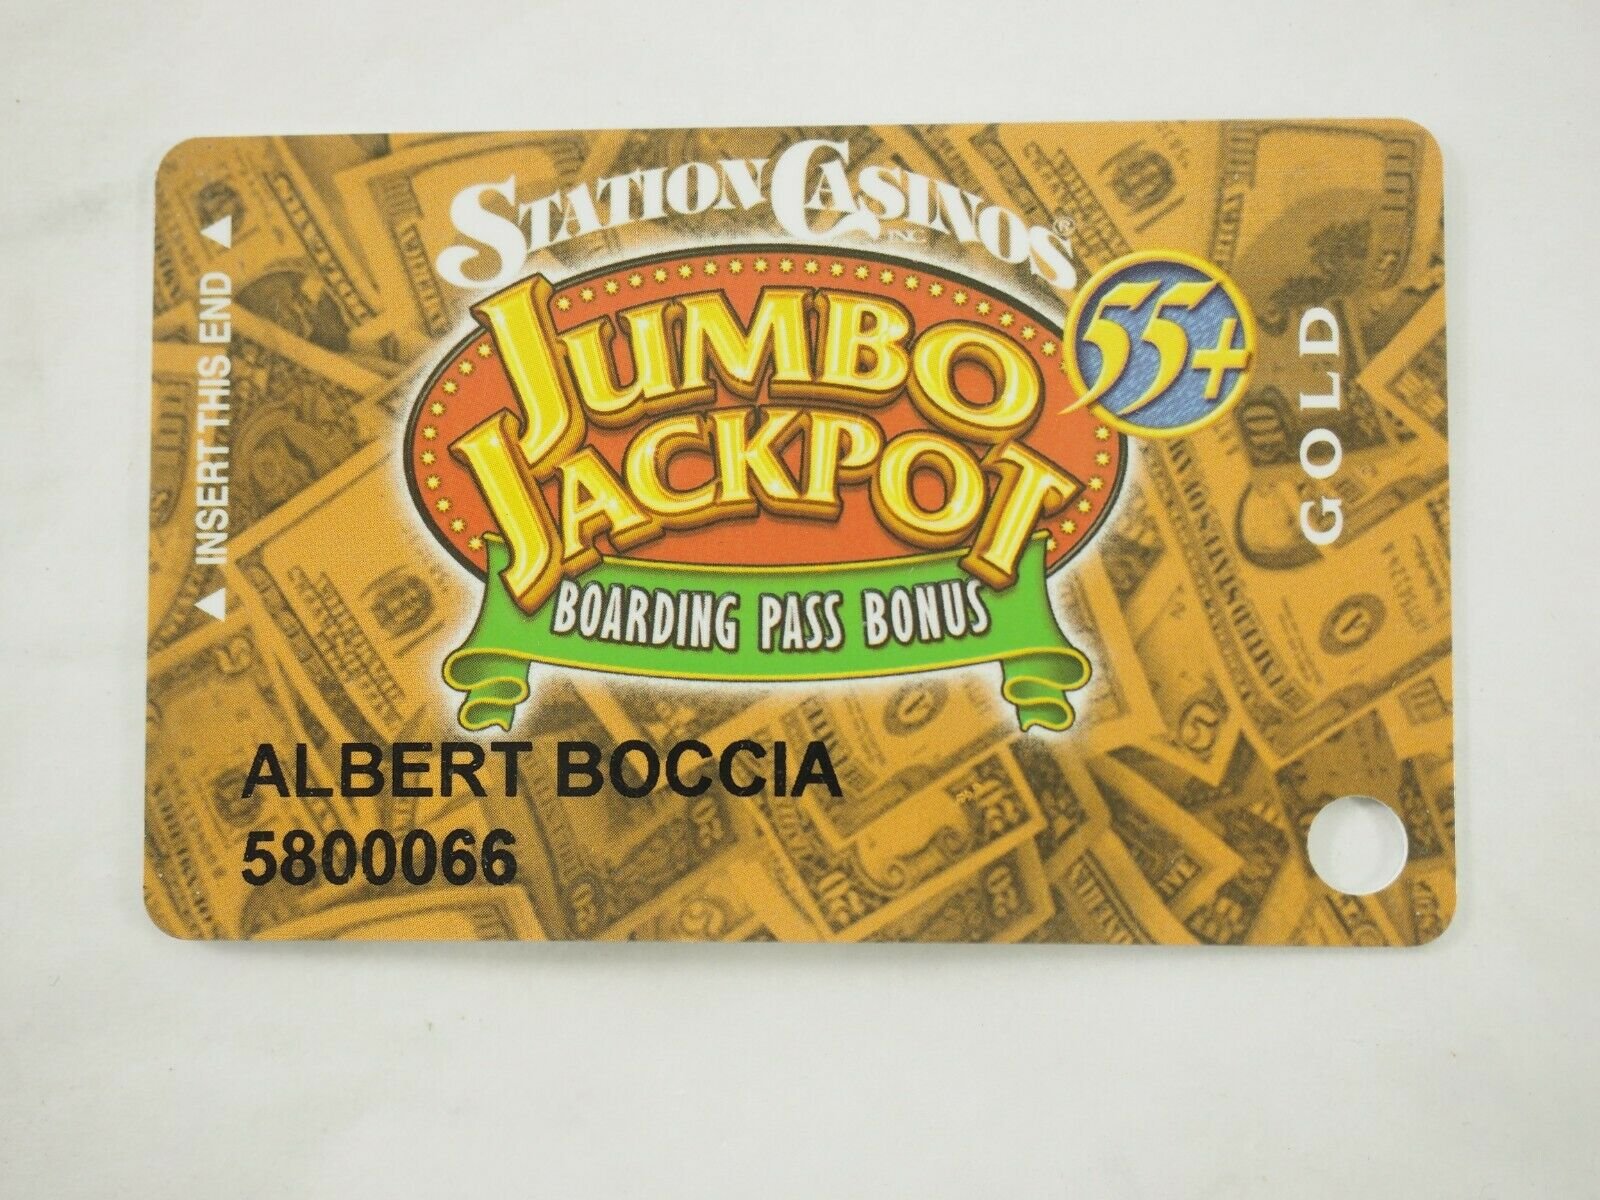 STATION CASINOS®
INC.
JUMBO
JACKPOT
55+
BOARDING PASS BONUS
GOLD
INSERT THIS END
ALBERT BOCCIA
5800066